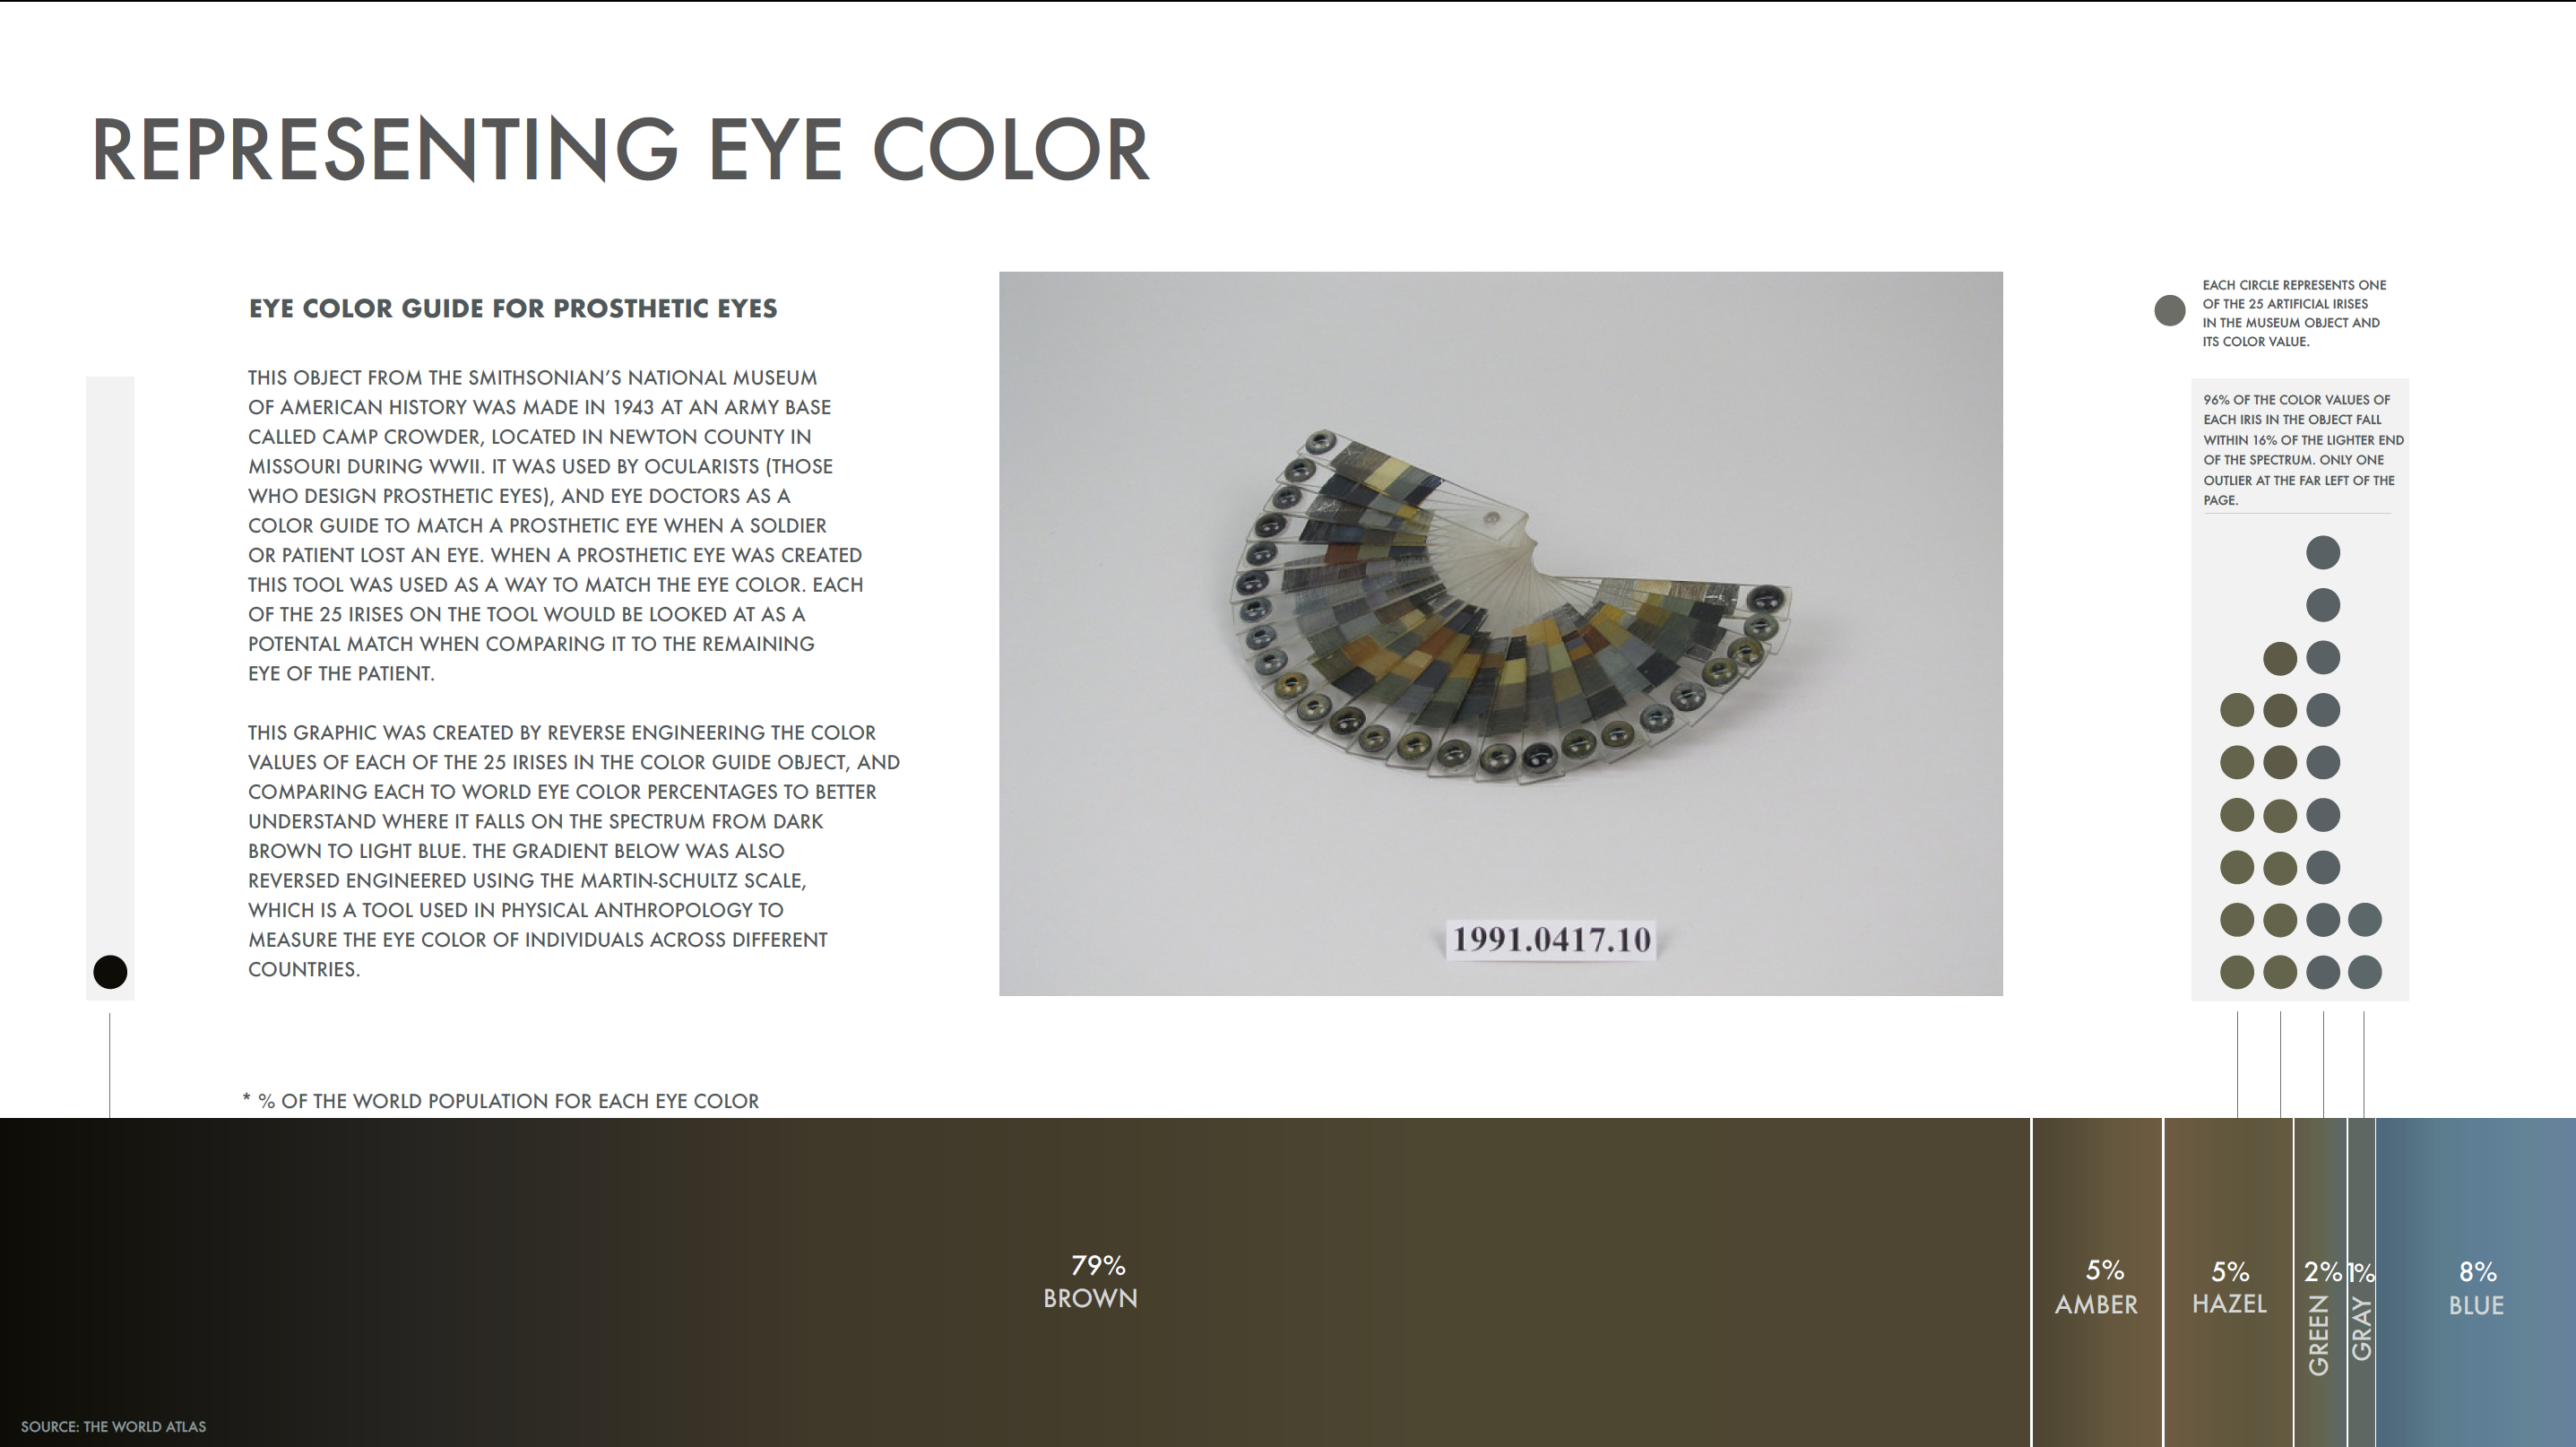 REPRESENTING EYE COLOR
EYE COLOR GUIDE FOR PROSTHETIC EYES
THIS OBJECT FROM THE SMITHSONIAN'S NATIONAL MUSEUM
OF AMERICAN HISTORY WAS MADE IN 1943 AT AN ARMY BASE
CALLED CAMP CROWDER, LOCATED IN NEWTON COUNTY IN
MISSOURI DURING WWII. IT WAS USED BY OCULARISTS (THOSE
WHO DESIGN PROSTHETIC EYES), AND EYE DOCTORS AS A
COLOR GUIDE TO MATCH A PROSTHETIC EYE WHEN A SOLDIER
OR PATIENT LOST AN EYE. WHEN A PROSTHETIC EYE WAS CREATED
THIS TOOL WAS USED AS A WAY TO MATCH THE EYE COLOR. EACH
OF THE 25 IRISES ON THE TOOL WOULD BE LOOKED AT AS A
POTENTAL MATCH WHEN COMPARING IT TO THE REMAINING
EYE OF THE PATIENT.
THIS GRAPHIC WAS CREATED BY REVERSE ENGINEERING THE COLOR
VALUES OF EACH OF THE 25 IRISES IN THE COLOR GUIDE OBJECT, AND
COMPARING EACH TO WORLD EYE COLOR PERCENTAGES TO BETTER
UNDERSTAND WHERE IT FALLS ON THE SPECTRUM FROM DARK
BROWN TO LIGHT BLUE. THE GRADIENT BELOW WAS ALSO
REVERSED ENGINEERED USING THE MARTIN-SCHULTZ SCALE,
WHICH IS A TOOL USED IN PHYSICAL ANTHROPOLOGY TO
MEASURE THE EYE COLOR OF INDIVIDUALS ACROSS DIFFERENT
COUNTRIES.
1991.0417.10
EACH CIRCLE REPRESENTS ONE
OF THE 25 ARTIFICIAL IRISES
IN THE MUSEUM OBJECT AND
ITS COLOR VALUE.
96% OF THE COLOR VALUES OF
EACH IRIS IN THE OBJECT FALL
WITHIN 16% OF THE LIGHTER END
OF THE SPECTRUM. ONLY ONE
OUTLIER AT THE FAR LEFT OF THE
PAGE.
* % OF THE WORLD POPULATION FOR EACH EYE COLOR
79%
BROWN
5%
AMBER
5%
HAZEL
2%
GREEN
1%
GRAY
8%
BLUE
SOURCE: THE WORLD ATLAS